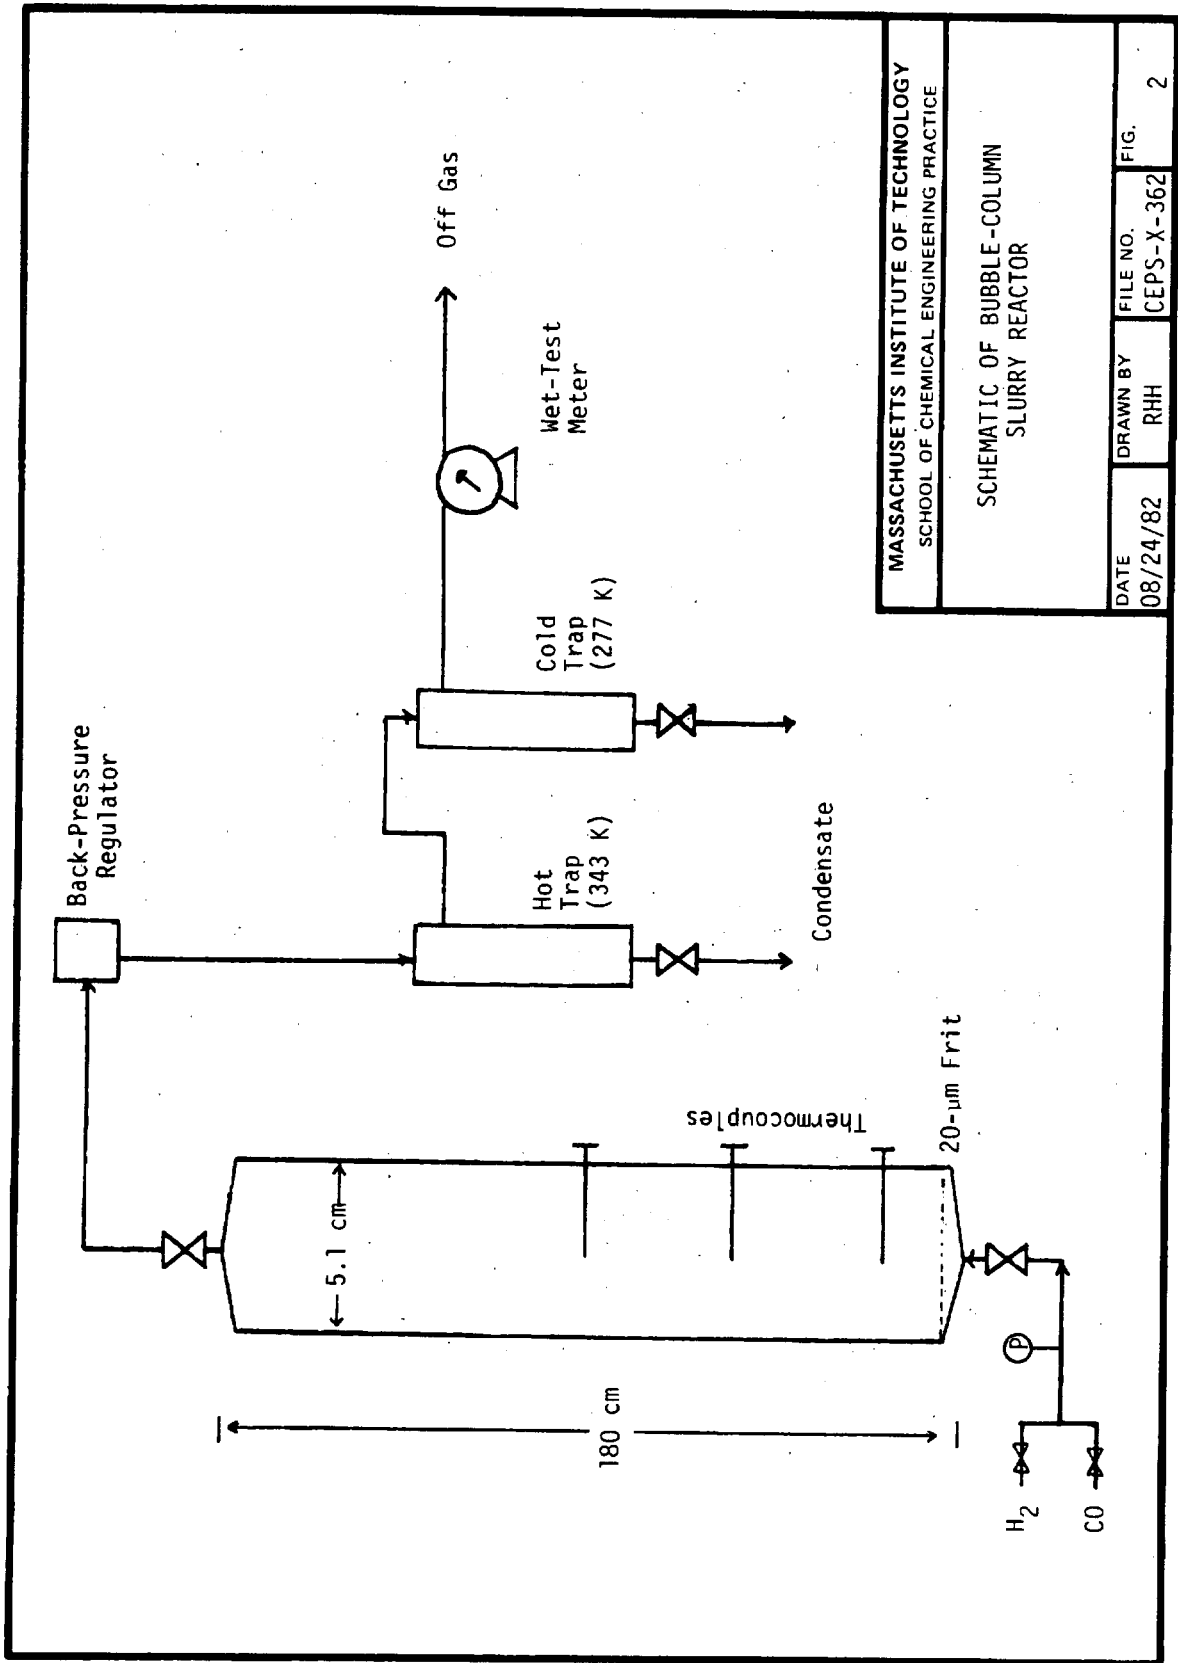 Back-Pressure
Regulator
Off Gas
Wet-Test
Meter
Cold
Trap
(277 K)
Hot
Trap
(343 K)
Condensate
5.1 cm
Thermocouples
20-μm Frit
180 cm
P
H2
CO
MASSACHUSETTS INSTITUTE OF TECHNOLOGY
SCHOOL OF CHEMICAL ENGINEERING PRACTICE
SCHEMATIC OF BUBBLE-COLUMN
SLURRY REACTOR
DATE
08/24/82
DRAWN BY
RHH
FILE NO.
CEPS-X-362
FIG.
2